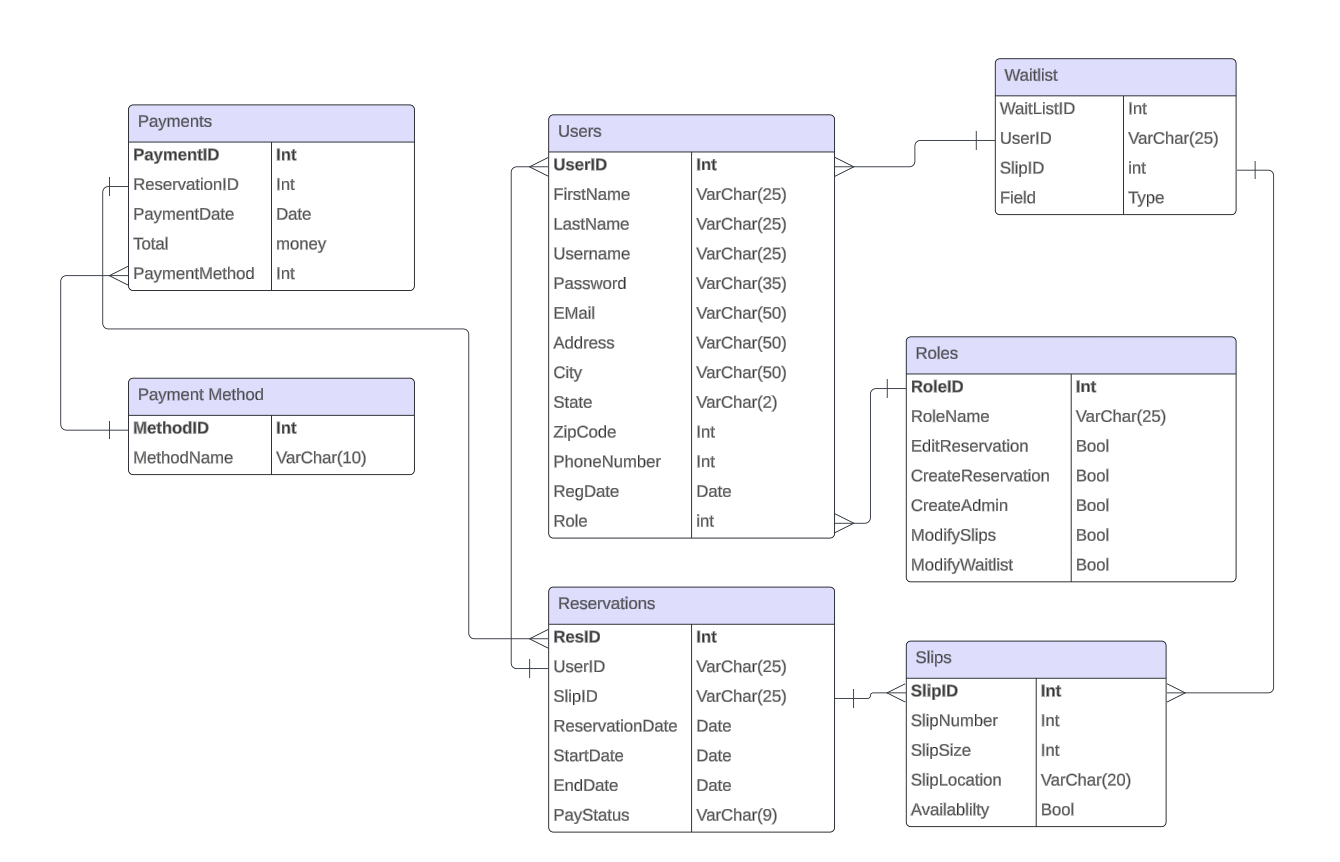 Waitlist
WaitListID Int
UserID VarChar(25)
SlipID int
Field Type
Payments
PaymentID Int
ReservationID Int
PaymentDate Date
Total money
PaymentMethod Int
Users
UserID Int
FirstName VarChar(25)
LastName VarChar(25)
Username VarChar(25)
Password VarChar(35)
EMail VarChar(50)
Address VarChar(50)
City VarChar(50)
State VarChar(2)
ZipCode Int
PhoneNumber Int
RegDate Date
Role int
Roles
RoleID Int
RoleName VarChar(25)
EditReservation Bool
CreateReservation Bool
CreateAdmin Bool
ModifySlips Bool
ModifyWaitlist Bool
Payment Method
MethodID Int
MethodName VarChar(10)
Reservations
ResID Int
UserID VarChar(25)
SlipID VarChar(25)
ReservationDate Date
StartDate Date
EndDate Date
PayStatus VarChar(9)
Slips
SlipID Int
SlipNumber Int
SlipSize Int
SlipLocation VarChar(20)
Availablilty Bool